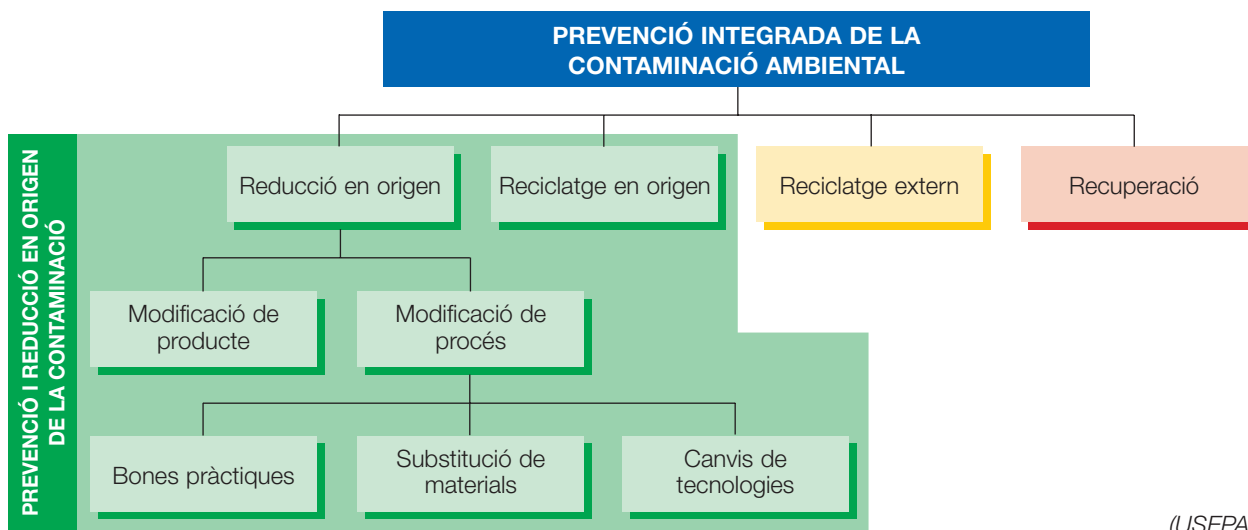 PREVENCIÓ INTEGRADA DE LA
CONTAMINACIÓ AMBIENTAL
PREVENCIÓ I REDUCCIÓ EN ORIGEN
DE LA CONTAMINACIÓ
Reducció en origen
Reciclatge en origen
Reciclatge extern
Recuperació
Modificació de
producte
Modificació de
procés
Bones pràctiques
Substitució de
materials
Canvis de
tecnologies
(USEPA